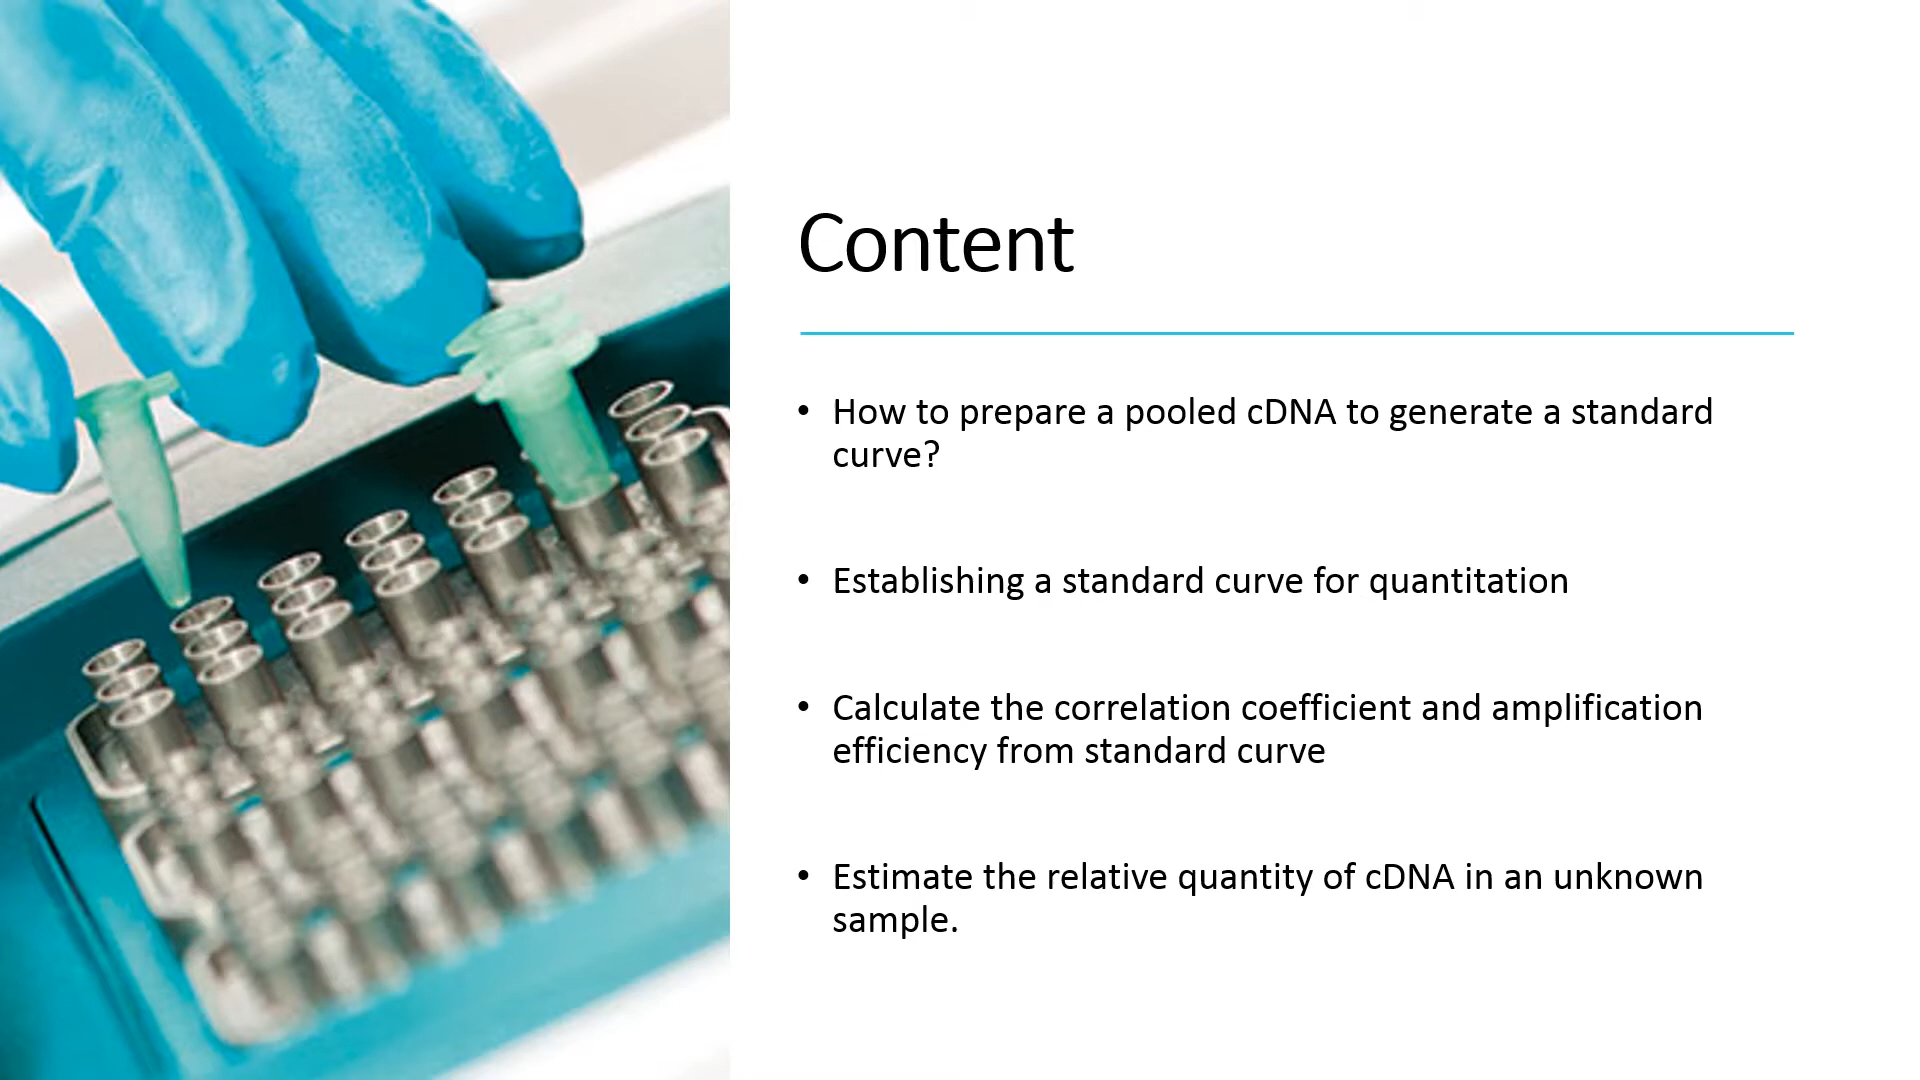 Content
• How to prepare a pooled cDNA to generate a standard
curve?
• Establishing a standard curve for quantitation
• Calculate the correlation coefficient and amplification
efficiency from standard curve
• Estimate the relative quantity of cDNA in an unknown
sample.